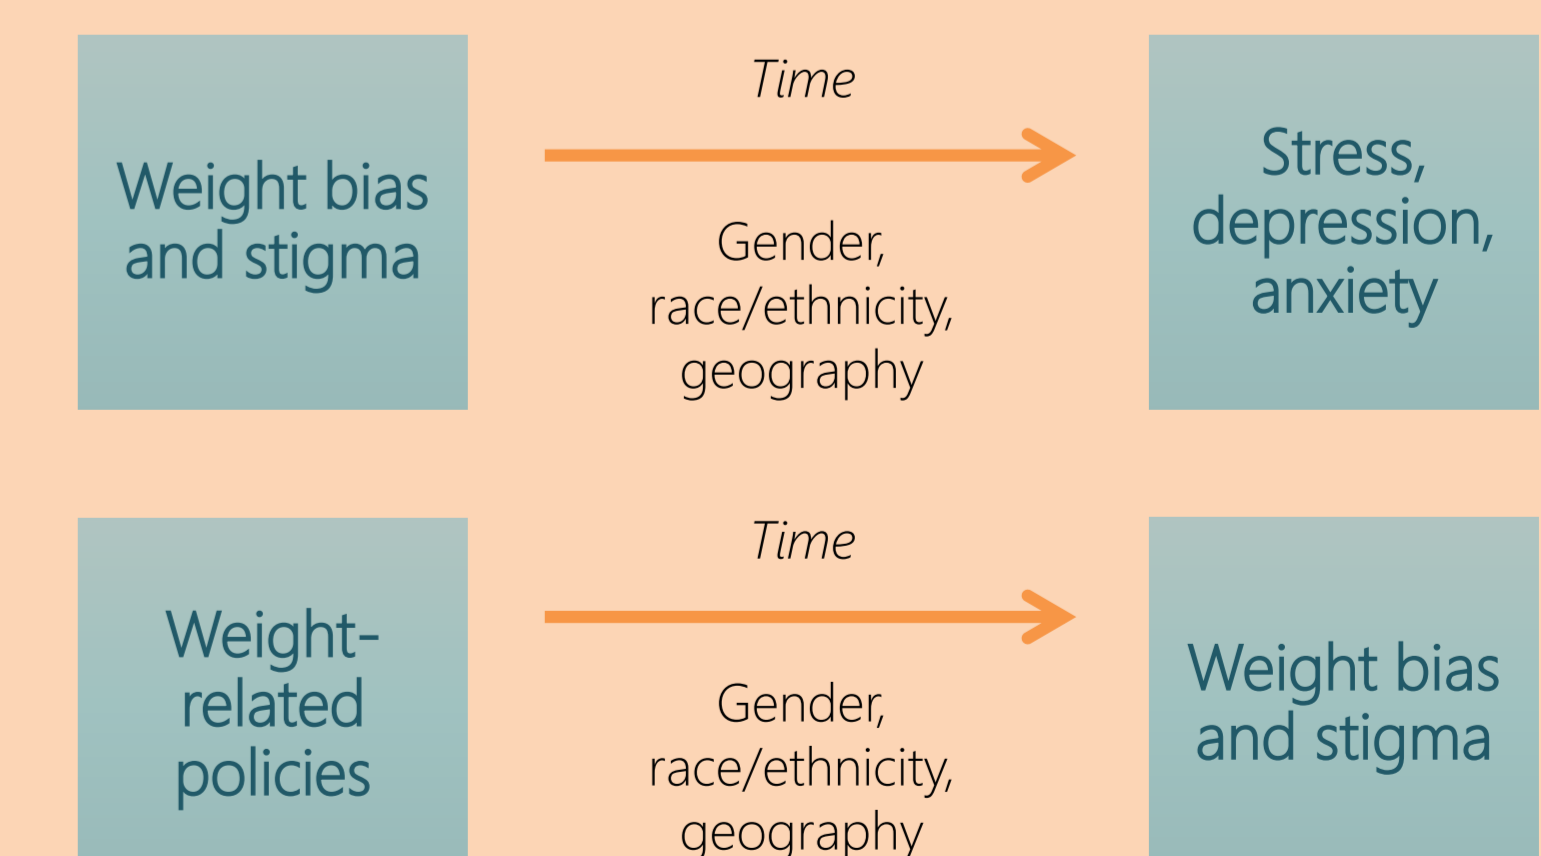 Weight bias
and stigma
Time
Gender,
race/ethnicity,
geography
Stress,
depression,
anxiety
Weight-
related
policies
Time
Gender,
race/ethnicity,
geography
Weight bias
and stigma